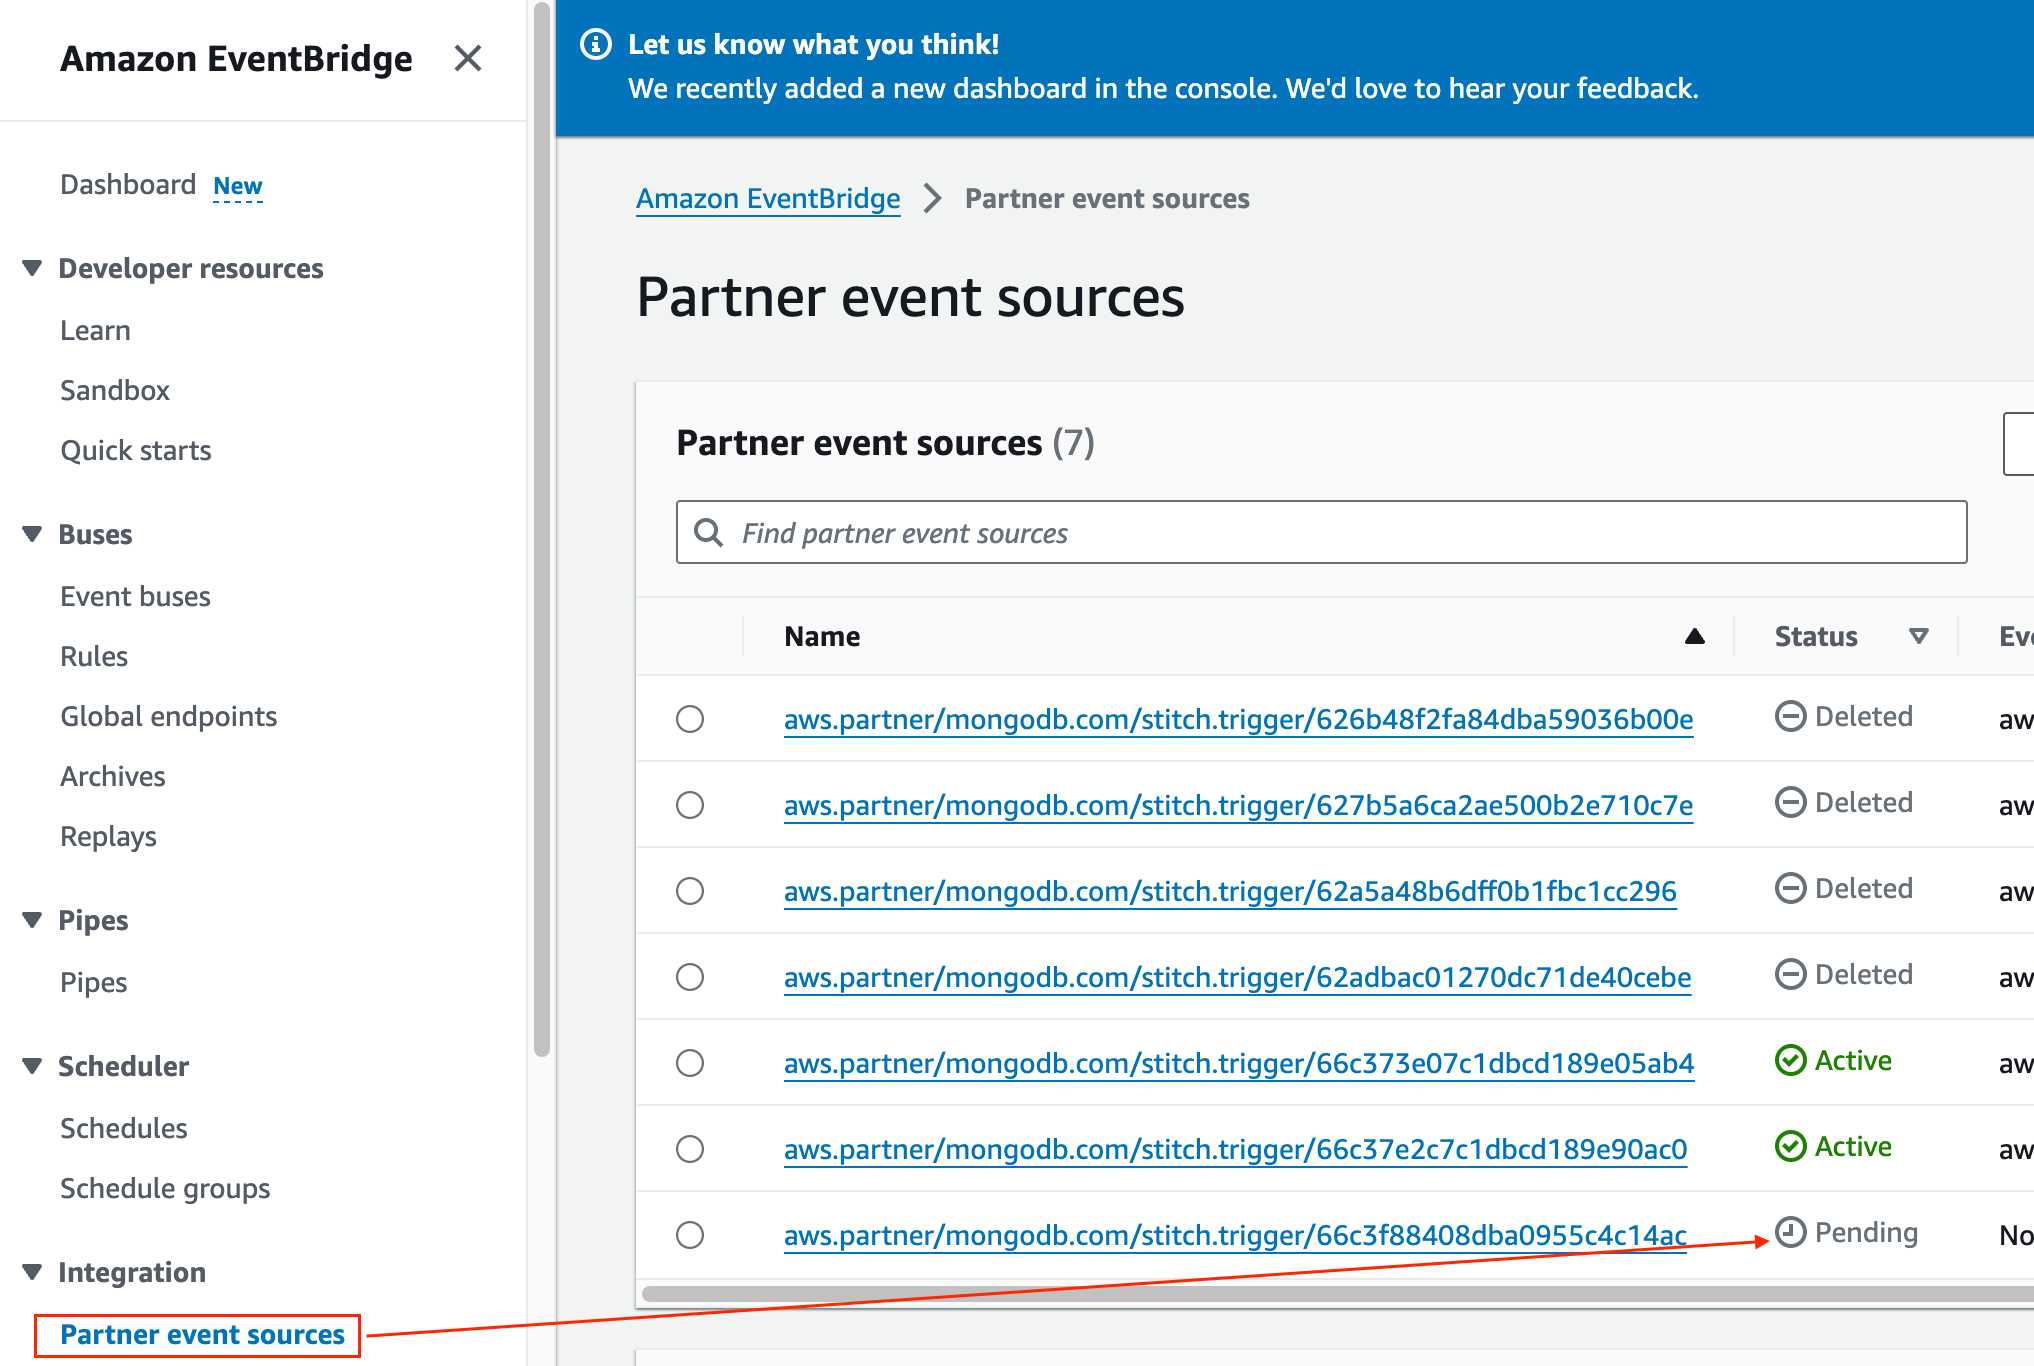 Amazon EventBridge
Dashboard New
Developer resources
Learn
Sandbox
Quick starts
Buses
Event buses
Rules
Global endpoints
Archives
Replays
Pipes
Pipes
Scheduler
Schedules
Schedule groups
Integration
Partner event sources
Let us know what you think!
We recently added a new dashboard in the console. We'd love to hear your feedback.
Amazon EventBridge > Partner event sources
Partner event sources
Partner event sources (7)
Find partner event sources
Name Status Eve
aws.partner/mongodb.com/stitch.trigger/626b48f2fa84dba59036b00e Deleted aw
aws.partner/mongodb.com/stitch.trigger/627b5a6ca2ae500b2e710c7e Deleted aw
aws.partner/mongodb.com/stitch.trigger/62a5a48b6dff0b1fbc1cc296 Deleted aw
aws.partner/mongodb.com/stitch.trigger/62adbac01270dc71de40cebe Deleted aw
aws.partner/mongodb.com/stitch.trigger/66c373e07c1dbcd189e05ab4 Active aw
aws.partner/mongodb.com/stitch.trigger/66c37e2c7c1dbcd189e90ac0 Active aw
aws.partner/mongodb.com/stitch.trigger/66c3f88408dba0955c4c14ac Pending No